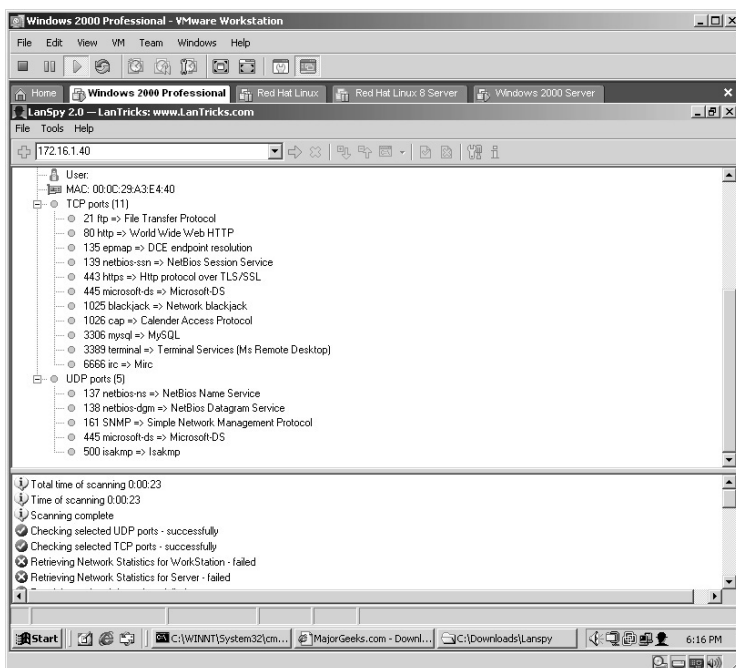 Windows 2000 Professional - VMware Workstation
File Edit View VM Team Windows Help
Home Windows 2000 Professional Red Hat Linux Red Hat Linux 8 Server Windows 2000 Server
LanSpy 2.0 — LanTricks: www.LanTricks.com
File Tools Help
172.16.1.40
User:
MAC: 00:0C:29:A3:E4:40
TCP ports (11)
21 ftp => File Transfer Protocol
80 http => World Wide Web HTTP
135 epmap => DCE endpoint resolution
139 netbios-ssn => NetBios Session Service
443 https => Http protocol over TLS/SSL
445 microsoft-ds => Microsoft-DS
1025 blackjack => Network blackjack
1026 cap => Calender Access Protocol
3306 mysql => MySQL
3389 terminal => Terminal Services (Ms Remote Desktop)
6666 irc => Mirc
UDP ports (5)
137 netbios-ns => NetBios Name Service
138 netbios-dgm => NetBios Datagram Service
161 SNMP => Simple Network Management Protocol
445 microsoft-ds => Microsoft-DS
500 isakmp => Isakmp
Total time of scanning 0:00:23
Time of scanning 0:00:23
Scanning complete
Checking selected UDP ports - successfully
Checking selected TCP ports - successfully
Retrieving Network Statistics for WorkStation - failed
Retrieving Network Statistics for Server - failed
Start C:\WINNT\System32\cm... MajorGeeks.com - Downl... C:\Downloads\Lanspy 6:16 PM